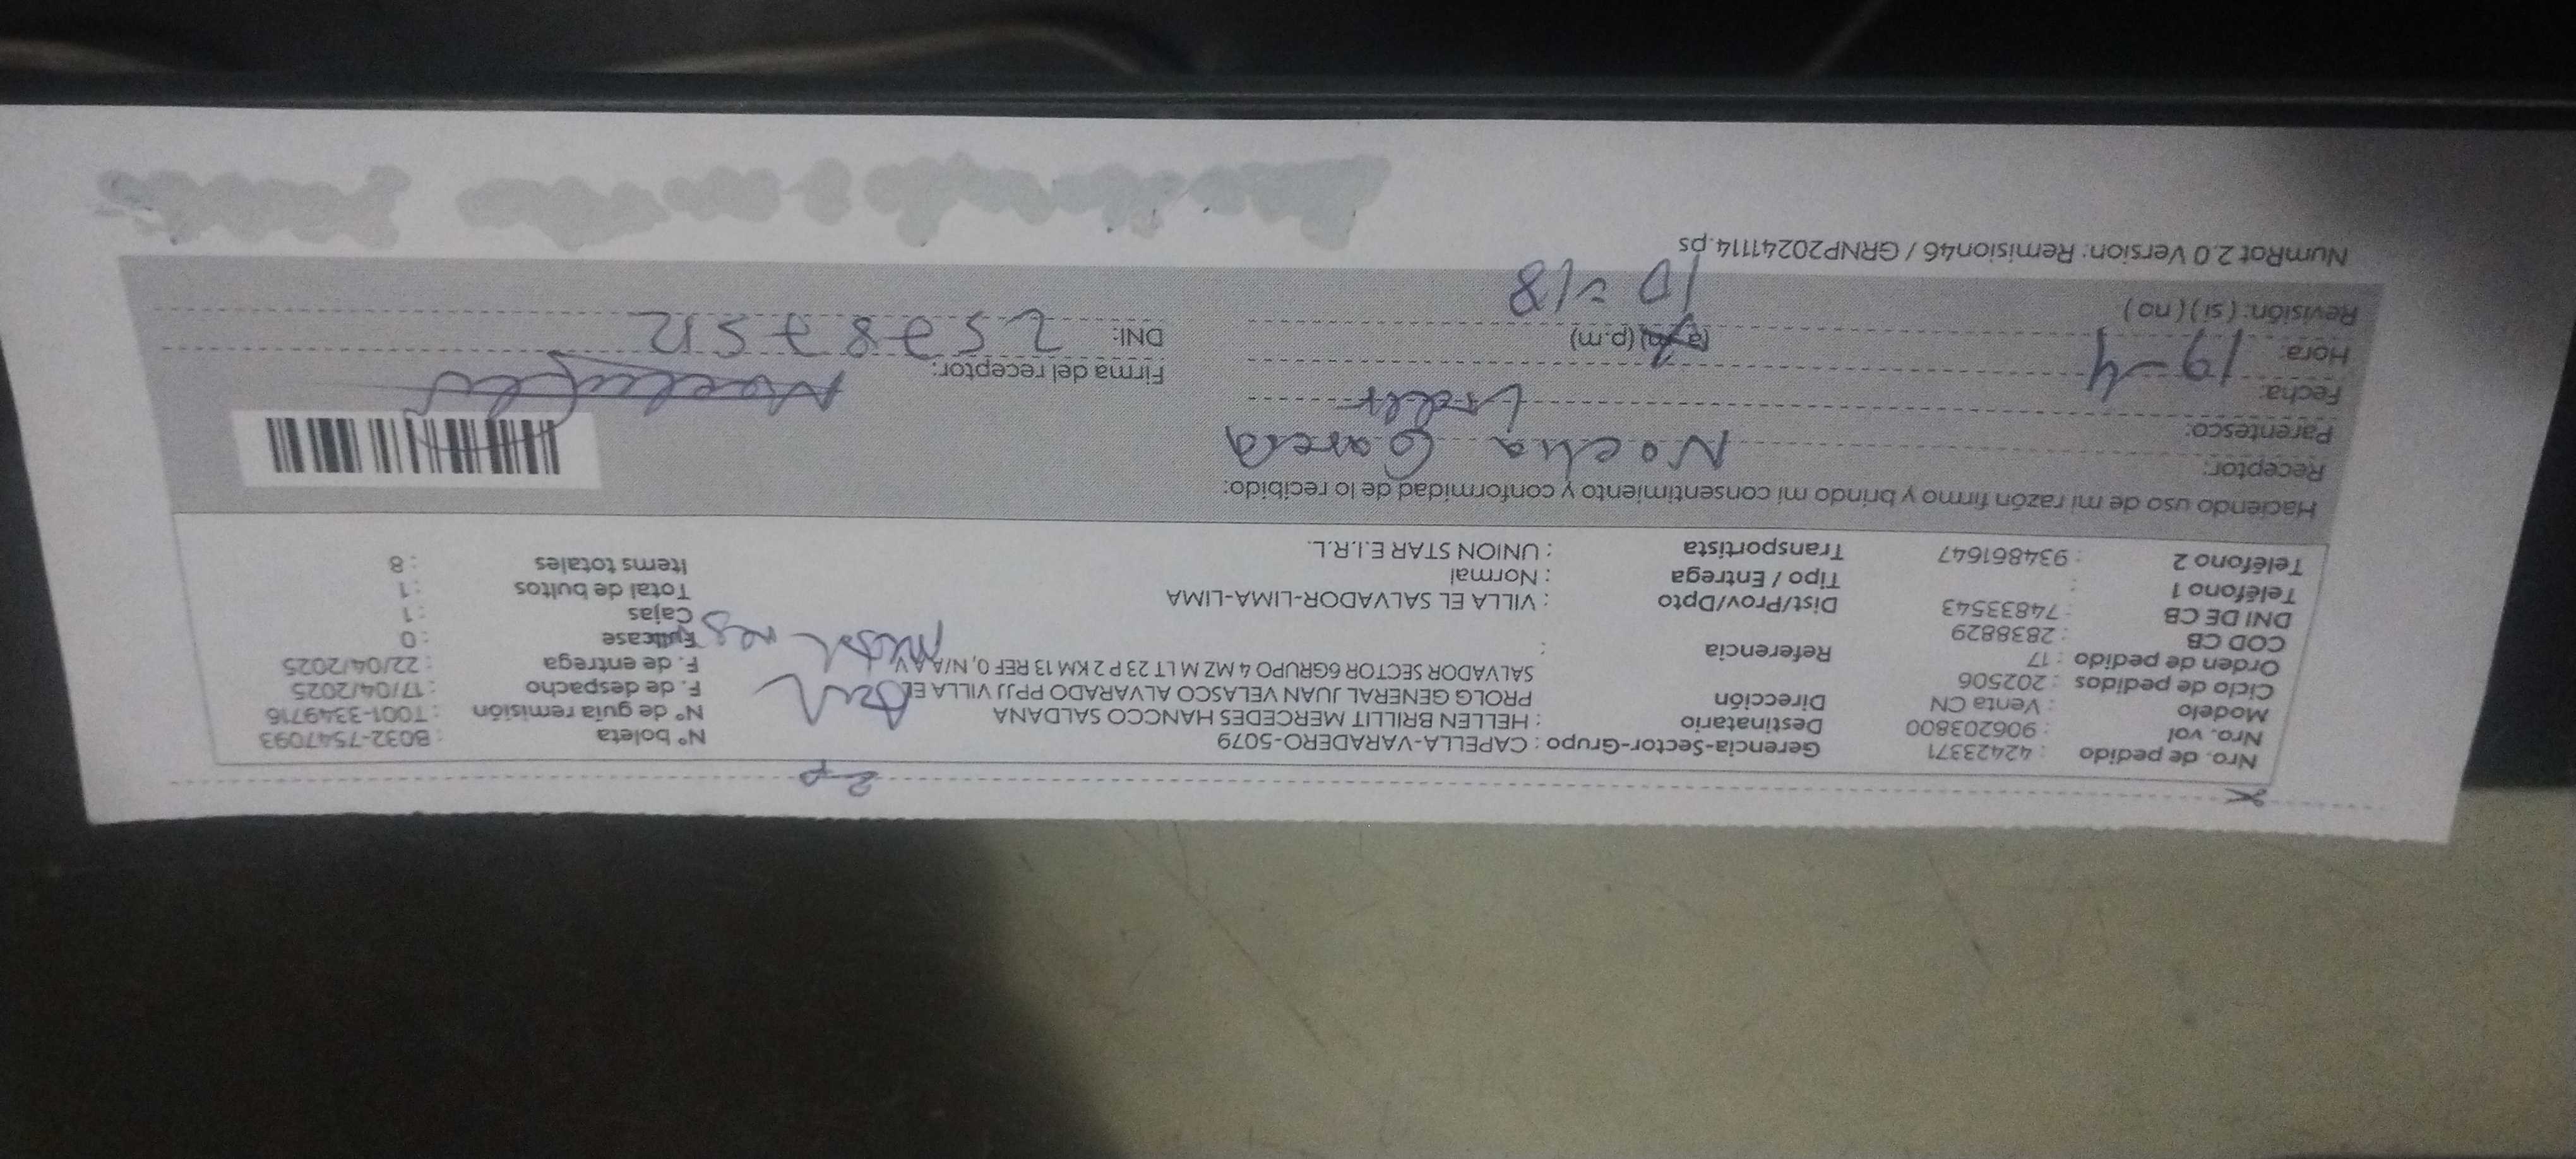 2P
Nro. de pedido : 42423371
Nro. vol : 906203800
Modelo : Venta CN
Ciclo de pedidos : 202506
Orden de pedido : 17
COD CB : 2838829
DNI DE CB : 74833543
Teléfono 1 :
Teléfono 2 : 934861647
Gerencia-Sector-Grupo : CAPELLA-VARADERO-5079
Destinatario : HELLEN BRILLIT MERCEDES HANCCO SALDANA
Dirección PROLG GENERAL JUAN VELASCO ALVARADO PPJJ VILLA EL
SALVADOR SECTOR 6GRUPO 4 MZ M LT 23 P 2 KM 13 REF 0, N/A A V
Referencia :
Dist/Prov/Dpto : VILLA EL SALVADOR-LIMA-LIMA
Tipo / Entrega : Normal
Transportista : UNION STAR E.I.R.L.
N° boleta : B032-7547093
N° de guía remisión : T001-3349716
F. de despacho : 17/04/2025
F. de entrega : 22/04/2025
Fullcase : 0
Cajas : 1
Total de bultos : 1
Items totales : 8
Haciendo uso de mi razón firmo y brindo mi consentimiento y conformidad de lo recibido:
Receptor: Noelia Garcia
Parentesco:
Fecha: 19-4
Hora: (a.m) (p.m)
Revisión: (si) (no) 10=18
Firma del receptor:
DNI:
NumRot 2.0 Version: Remision46 / GRNP20241114.ps